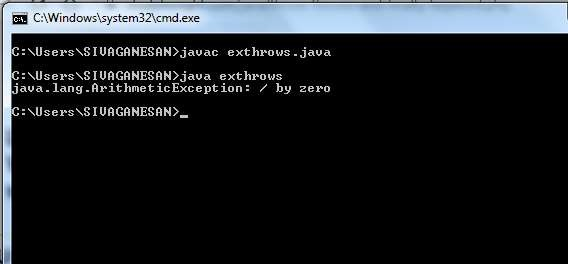 C:\Windows\system32\cmd.exe
C:\Users\SIVAGANESAN>javac exthrows.java
C:\Users\SIVAGANESAN>java exthrows
java.lang.ArithmeticException: / by zero
C:\Users\SIVAGANESAN>_